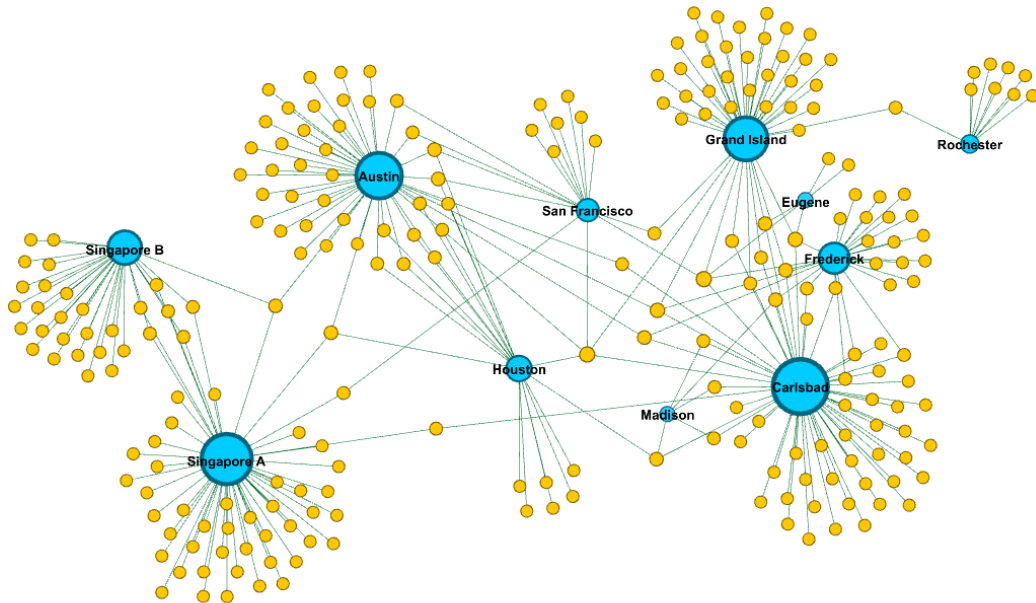 Grand Island
Rochester
Austin
Eugene
San Francisco
Singapore B
Frederick
Houston
Carlsbad
Madison
Singapore A